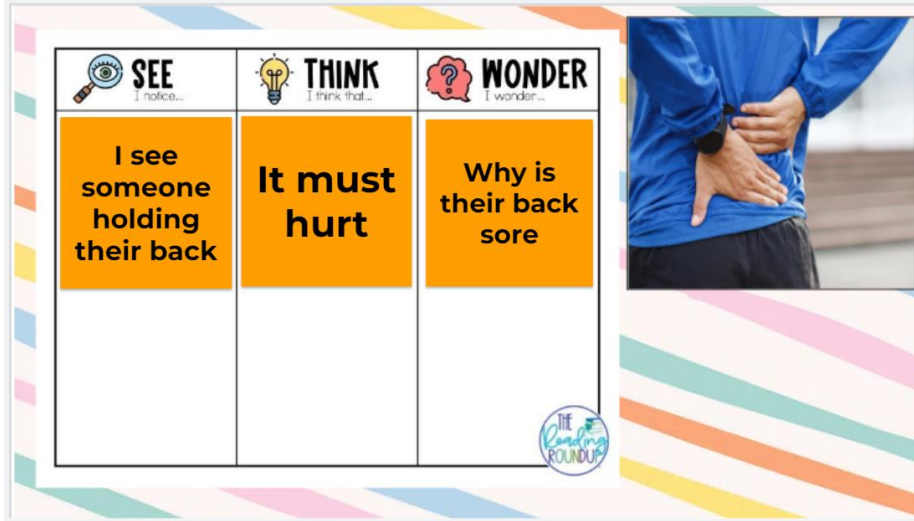 SEE
I notice...
THINK
I think that...
WONDER
I wonder...
I see
someone
holding
their back
It must
hurt
Why is
their back
sore
THE
Reading
ROUNDUP